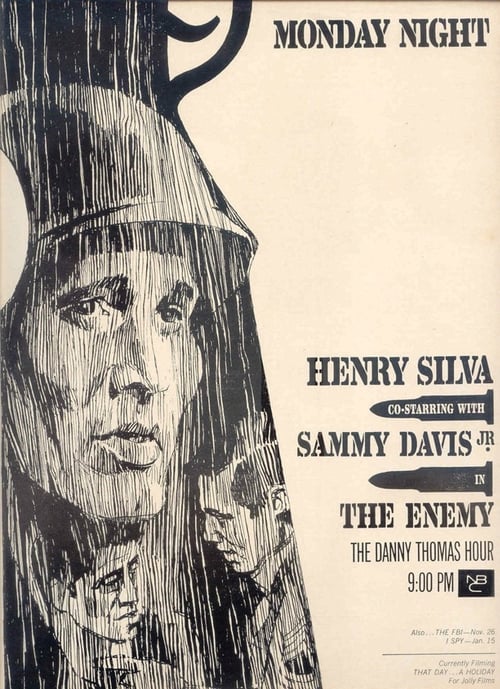 MONDAY NIGHT
HENRY SILVA
CO-STARRING WITH
SAMMY DAVIS JR.
IN
THE ENEMY
THE DANNY THOMAS HOUR
9:00 PM NBC
Also...THE FBI—Nov. 26
I SPY—Jan. 15
Currently Filming
THAT DAY...A HOLIDAY
For Jolly Films